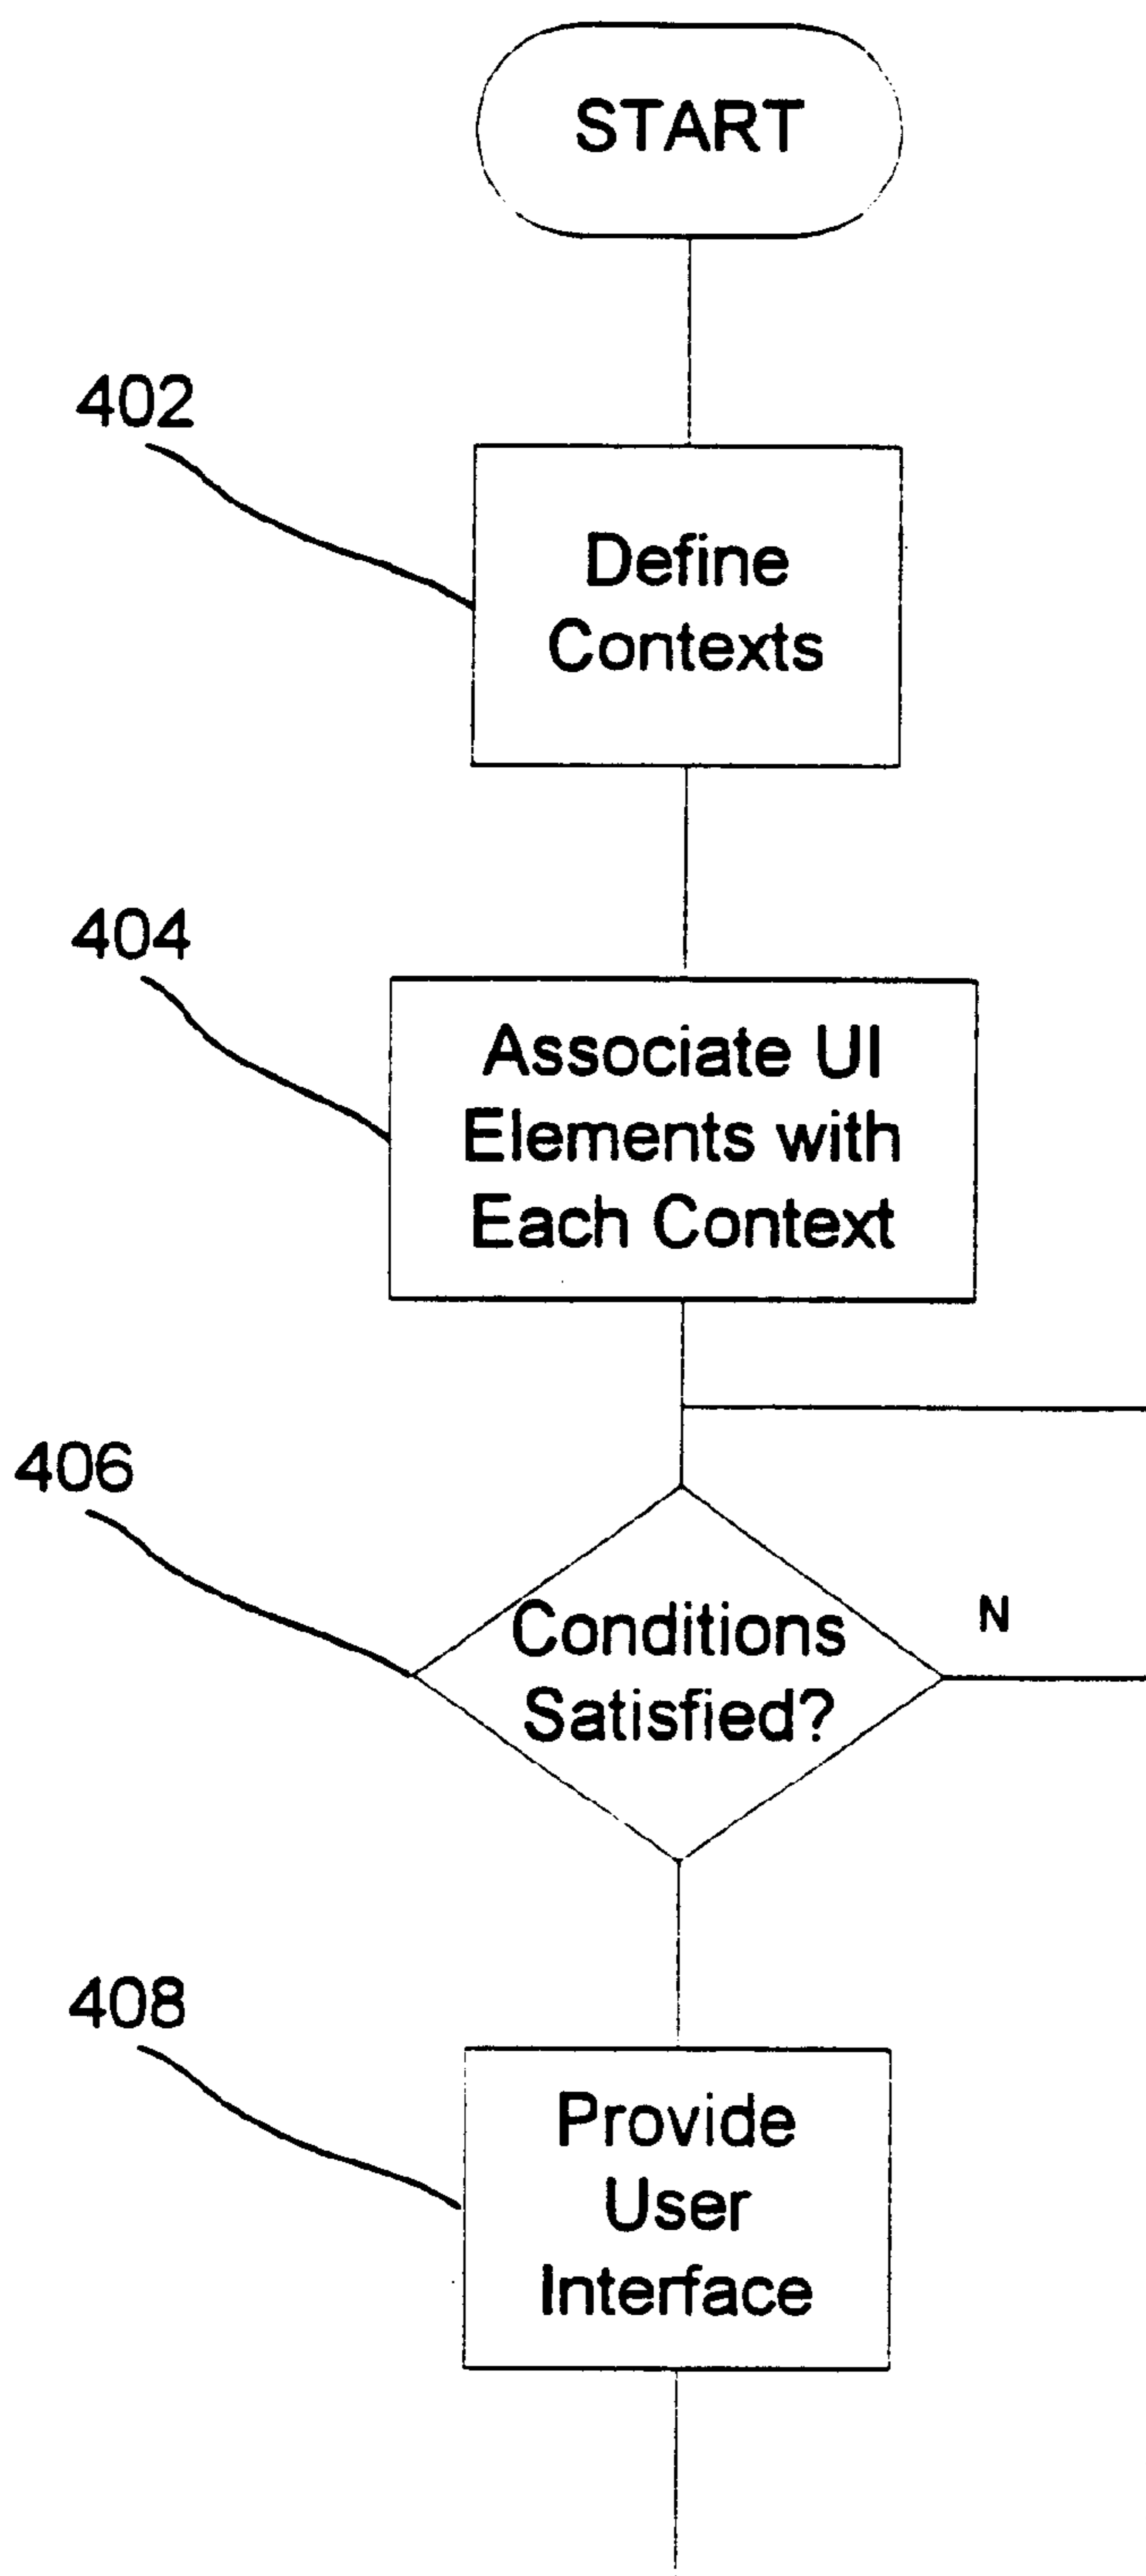 START
402
Define
Contexts
404
Associate UI
Elements with
Each Context
406
Conditions
Satisfied?
N
408
Provide
User
Interface